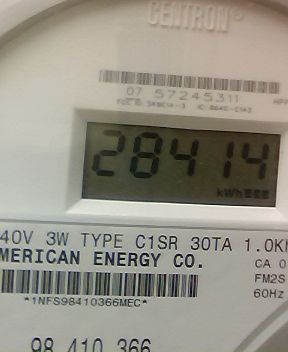 CENTRON®
07 57245311
28414
kWh
40V 3W TYPE C1SR 30TA 1.0K
MERICAN ENERGY CO.
CA 0
FM2S
60Hz
*1NFS98410366MEC*
98 410 366